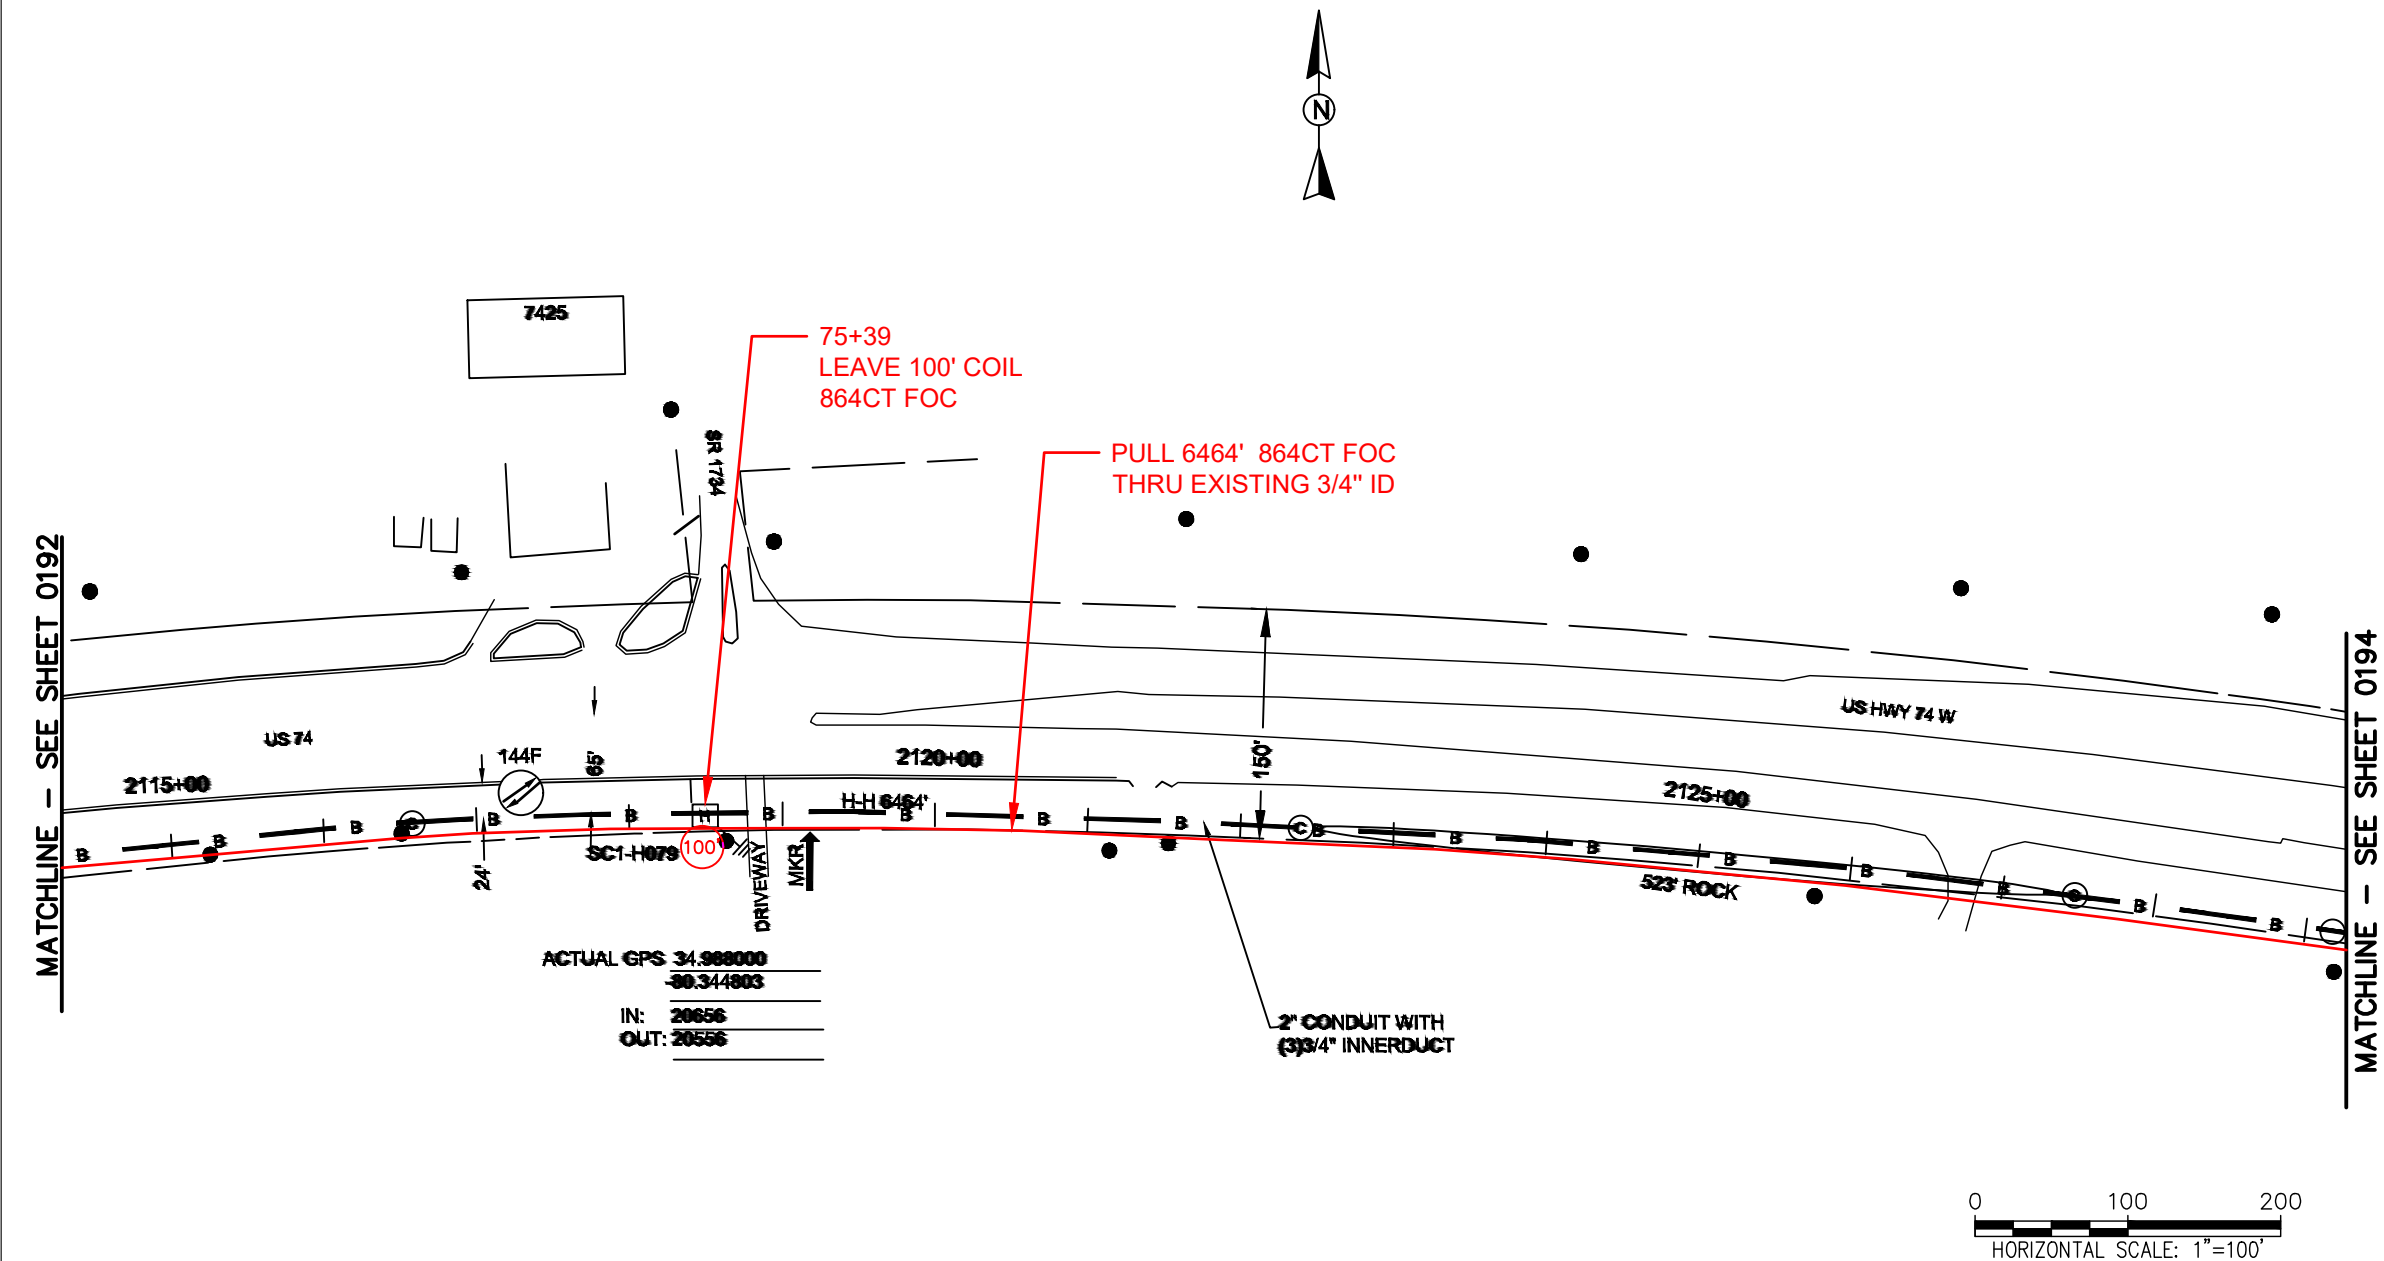 N
7425
75+39
LEAVE 100' COIL
864CT FOC
SR 1734
PULL 6464' 864CT FOC
THRU EXISTING 3/4" ID
MATCHLINE – SEE SHEET 0192
MATCHLINE – SEE SHEET 0194
US 74
US HWY 74 W
144F
65'
150'
2115+00
2120+00
2125+00
H-H 6464'
B
B
B
C
B
B
H
B
B
B
B
C
B
B
B
B
B
B
C
B
B
24'
SC1-H079
100'
DRIVEWAY
MKR
523' ROCK
ACTUAL GPS 34.988000
-80.344803
IN: 20656
OUT: 20556
2" CONDUIT WITH
(3)3/4" INNERDUCT
0 100 200
HORIZONTAL SCALE: 1"=100'